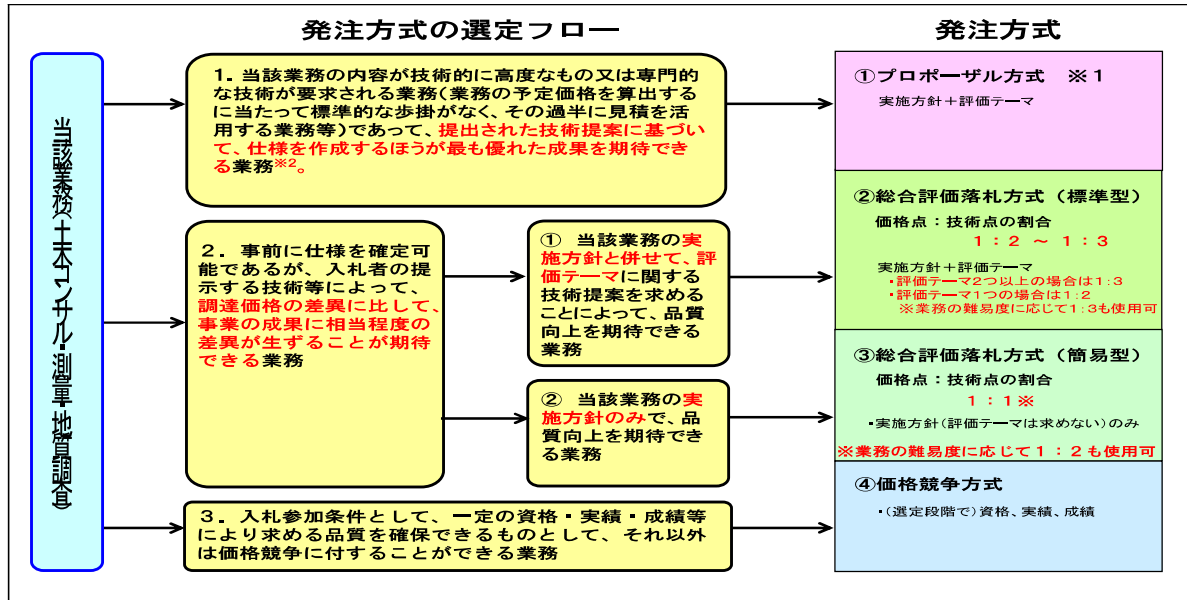 発注方式の選定フロー
発注方式
当該業務(土木コンサル・測量・地質調査)
1．当該業務の内容が技術的に高度なもの又は専門的
な技術が要求される業務(業務の予定価格を算出する
に当たって標準的な歩掛がなく、その過半に見積を活
用する業務等)であって、提出された技術提案に基づい
て、仕様を作成するほうが最も優れた成果を期待でき
る業務※2。
2．事前に仕様を確定可
能であるが、入札者の提
示する技術等によって、
調達価格の差異に比して、
事業の成果に相当程度の
差異が生ずることが期待
できる業務
① 当該業務の実
施方針と併せて、評
価テーマに関する
技術提案を求める
ことによって、品質
向上を期待できる
業務
② 当該業務の実
施方針のみで、品
質向上を期待でき
る業務
3．入札参加条件として、一定の資格・実績・成績等
により求める品質を確保できるものとして、それ以外
は価格競争に付することができる業務
①プロポーザル方式 ※1
実施方針＋評価テーマ
②総合評価落札方式（標準型）
価格点：技術点の割合
1：2 ～ 1：3
実施方針＋評価テーマ
・評価テーマ2つ以上の場合は1:3
・評価テーマ1つの場合は1:2
※業務の難易度に応じて1:3も使用可
③総合評価落札方式（簡易型）
価格点：技術点の割合
1：1※
・実施方針(評価テーマは求めない)のみ
※業務の難易度に応じて1：2も使用可
④価格競争方式
・(選定段階で)資格、実績、成績